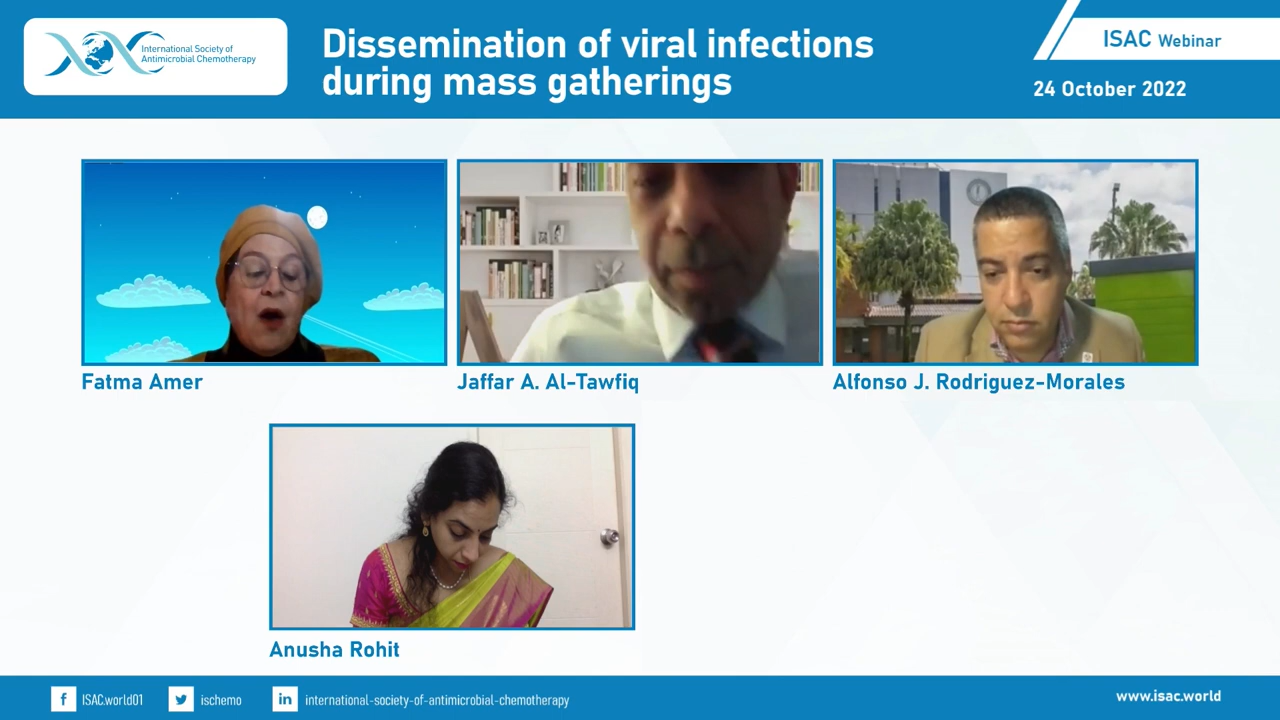 International Society of
Antimicrobial Chemotherapy
Dissemination of viral infections
during mass gatherings
ISAC Webinar
24 October 2022
Fatma Amer
Jaffar A. Al-Tawfiq
Alfonso J. Rodriguez-Morales
Anusha Rohit
f ISAC.world01
ischemo
in international-society-of-antimicrobial-chemotherapy
www.isac.world